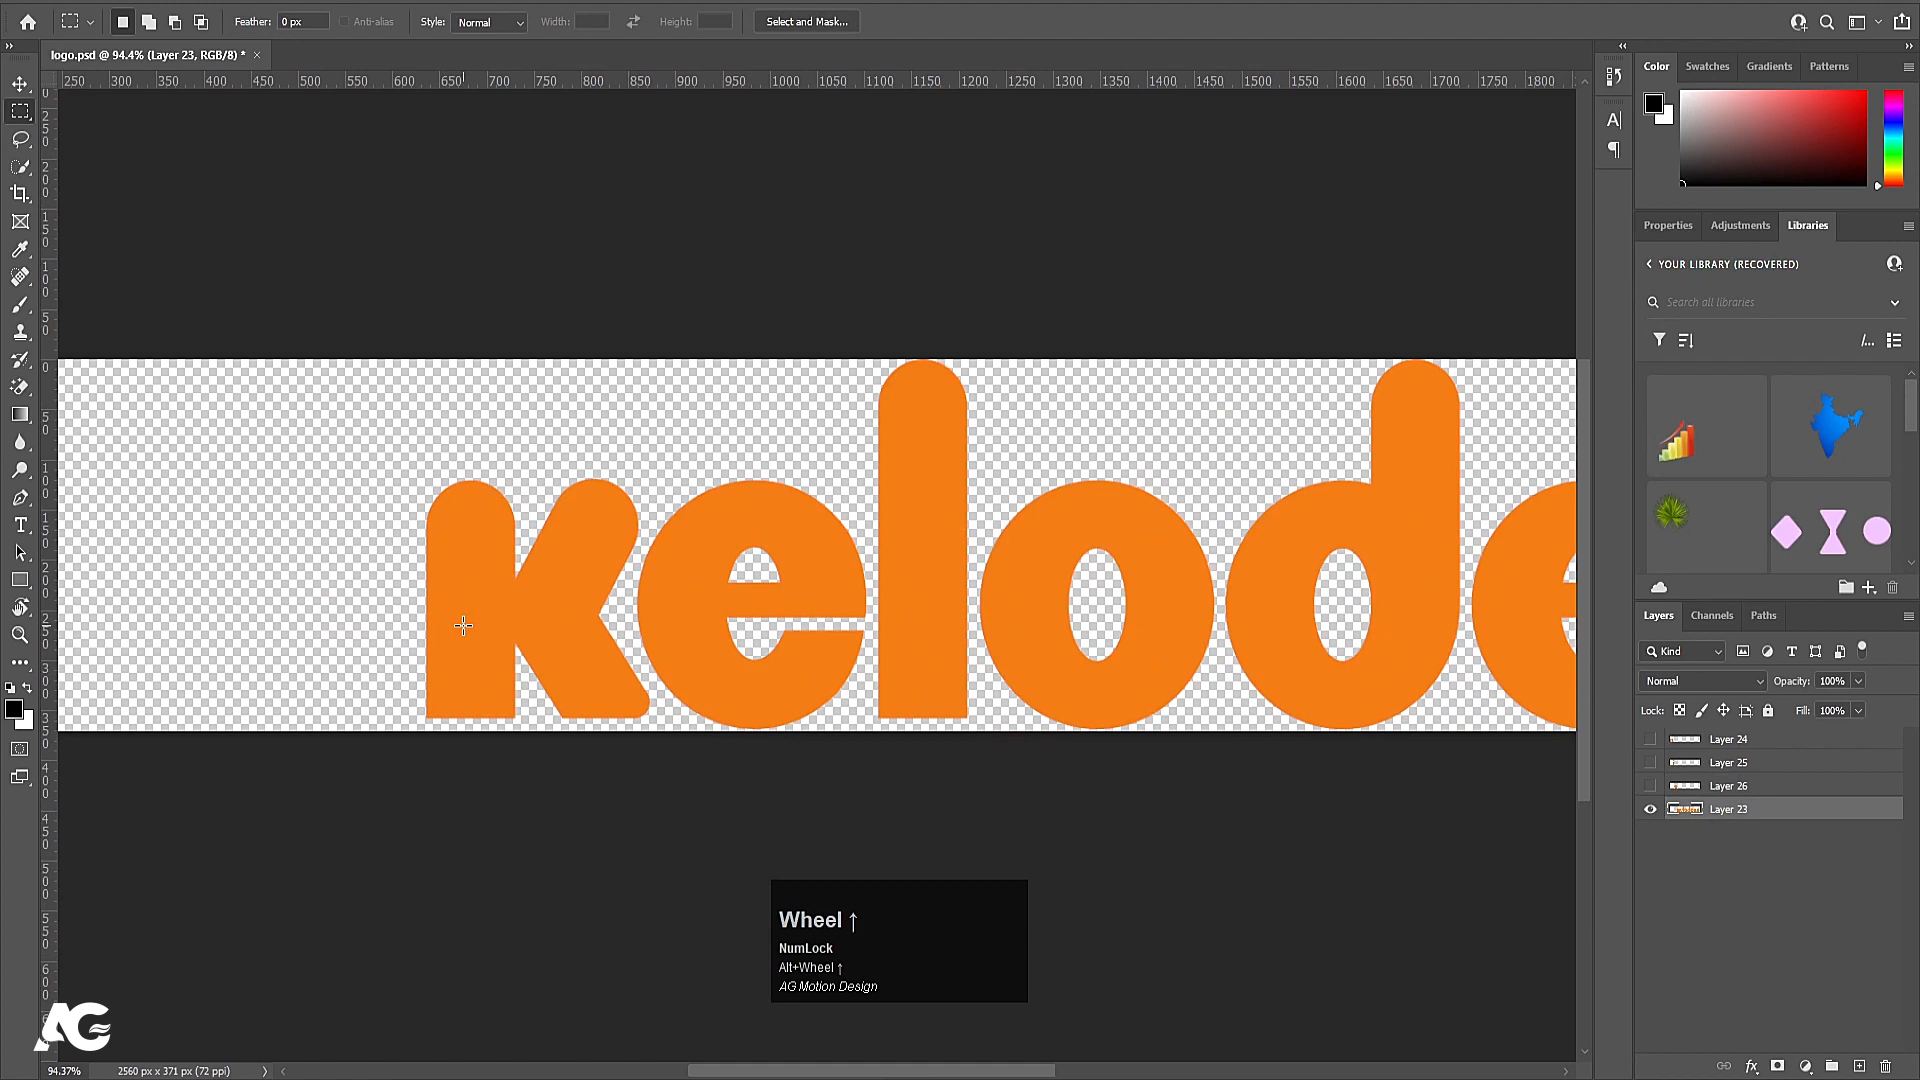 Feather: 0 px Anti-alias Style: Normal Width: Height: Select and Mask...
logo.psd @ 94.4% (Layer 23, RGB/8) * ×
250 300 350 400 450 500 550 600 650 700 750 800 850 900 950 1000 1050 1100 1150 1200 1250 1300 1350 1400 1450 1500 1550 1600 1650 1700 1750 1800
Color Swatches Gradients Patterns
Properties Adjustments Libraries
YOUR LIBRARY (RECOVERED)
Search all libraries
kelode
Layers Channels Paths
Kind
Normal Opacity: 100%
Lock: Fill: 100%
Layer 24
Layer 25
Layer 26
Layer 23
Wheel ↑
NumLock
Alt+Wheel ↑
AG Motion Design
AG
94.37% 2560 px x 371 px (72 ppi)